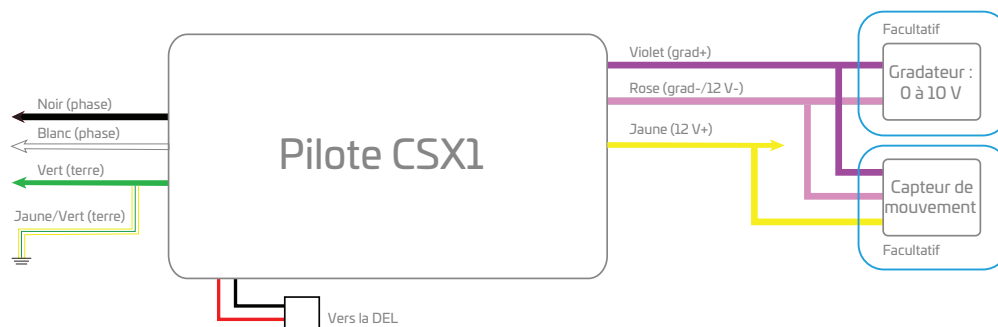 Facultatif
Violet (grad+)
Gradateur :
0 à 10 V
Rose (grad-/12 V-)
Noir (phase)
Jaune (12 V+)
Blanc (phase)
Pilote CSX1
Vert (terre)
Capteur de
mouvement
Jaune/Vert (terre)
Facultatif
Vers la DEL